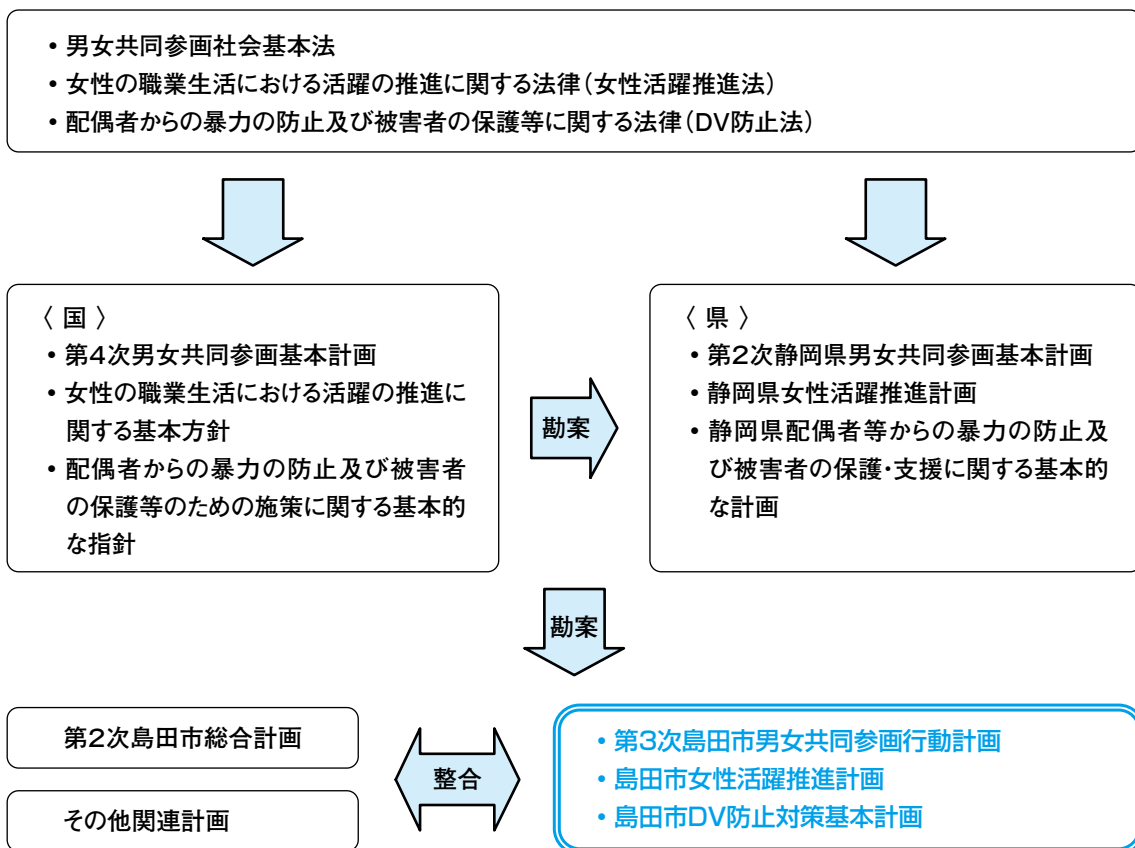 • 男女共同参画社会基本法
• 女性の職業生活における活躍の推進に関する法律（女性活躍推進法）
• 配偶者からの暴力の防止及び被害者の保護等に関する法律（DV防止法）
〈 国 〉
• 第4次男女共同参画基本計画
• 女性の職業生活における活躍の推進に
関する基本方針
• 配偶者からの暴力の防止及び被害者
の保護等のための施策に関する基本的
な指針
勘案
〈 県 〉
• 第2次静岡県男女共同参画基本計画
• 静岡県女性活躍推進計画
• 静岡県配偶者等からの暴力の防止及
び被害者の保護・支援に関する基本的
な計画
勘案
第2次島田市総合計画
その他関連計画
整合
• 第3次島田市男女共同参画行動計画
• 島田市女性活躍推進計画
• 島田市DV防止対策基本計画